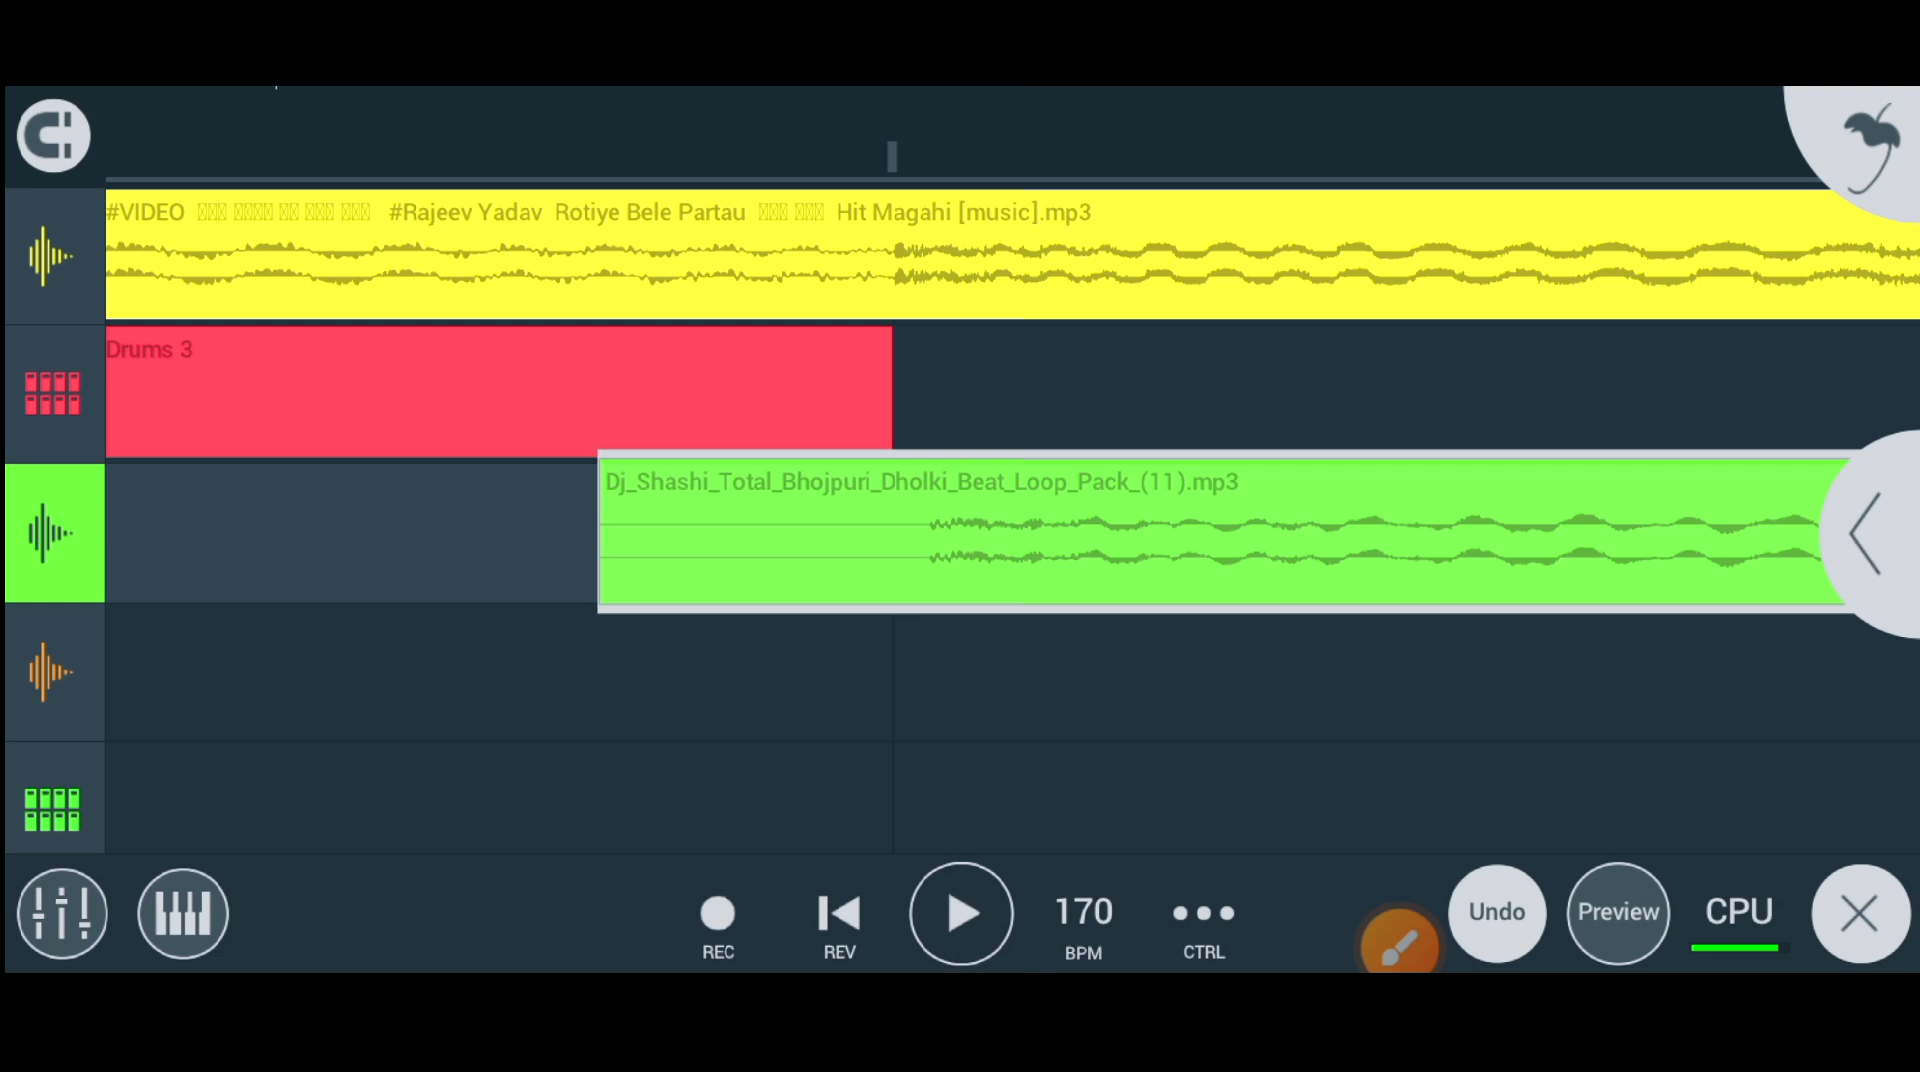 #VIDEO #Rajeev Yadav Rotiye Bele Partau Hit Magahi [music].mp3
Drums 3
Dj_Shashi_Total_Bhojpuri_Dholki_Beat_Loop_Pack_(11).mp3
170 Undo Preview CPU
REC REV BPM CTRL